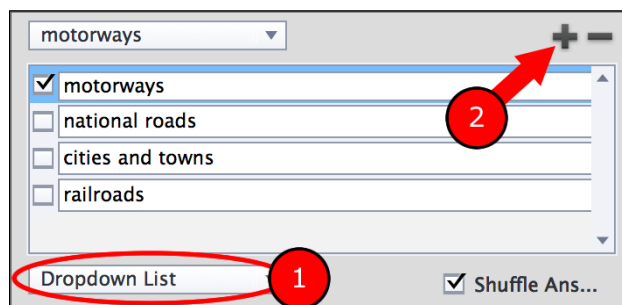 motorways
motorways
2
national roads
cities and towns
railroads
Dropdown List
1
Shuffle Ans...